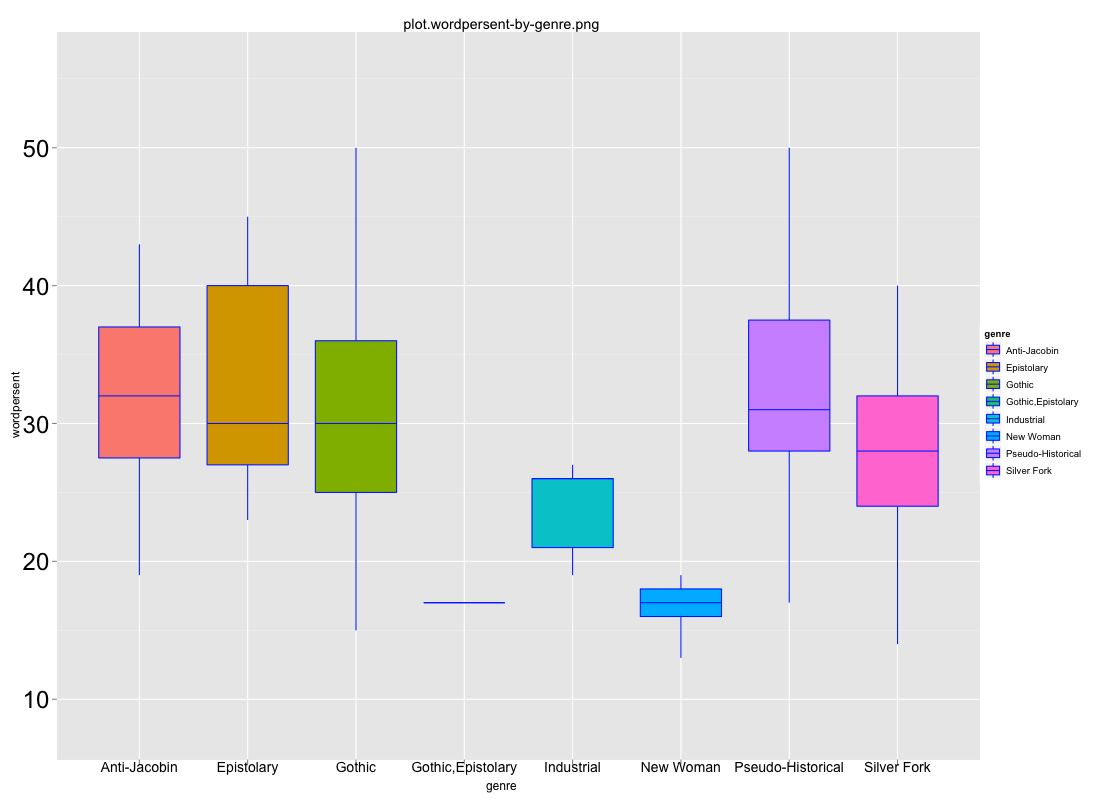 plot.wordpersent-by-genre.png
wordpersent
50
40
30
20
10
Anti-Jacobin Epistolary Gothic Gothic,Epistolary Industrial New Woman Pseudo-Historical Silver Fork
genre
genre
Anti-Jacobin
Epistolary
Gothic
Gothic,Epistolary
Industrial
New Woman
Pseudo-Historical
Silver Fork